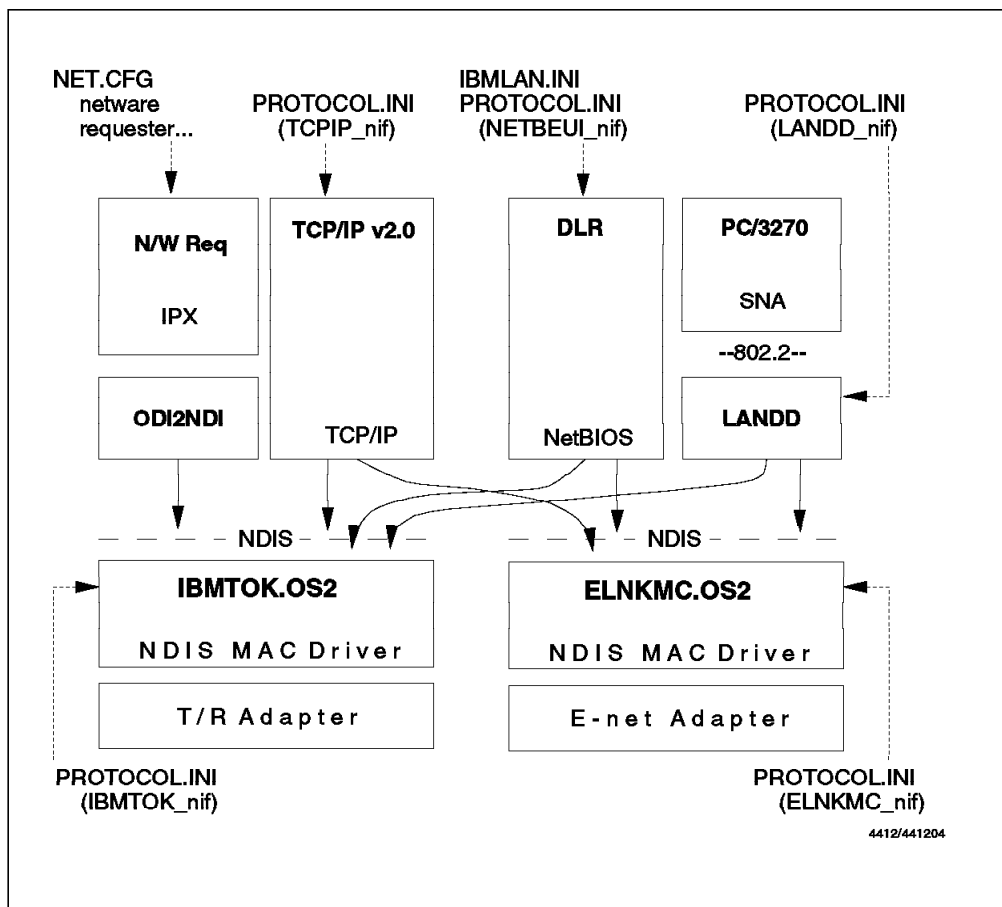 NET.CFG
netware
requester...
PROTOCOL.INI
(TCPIP_nif)
IBMLAN.INI
PROTOCOL.INI
(NETBEUI_nif)
PROTOCOL.INI
(LANDD_nif)
N/W Req
IPX
TCP/IP v2.0
TCP/IP
DLR
NetBIOS
PC/3270
SNA
--802.2--
ODI2NDI
LANDD
NDIS
NDIS
IBMTOK.OS2
NDIS MAC Driver
ELNKMC.OS2
NDIS MAC Driver
T/R Adapter
E-net Adapter
PROTOCOL.INI
(IBMTOK_nif)
PROTOCOL.INI
(ELNKMC_nif)
4412/441204